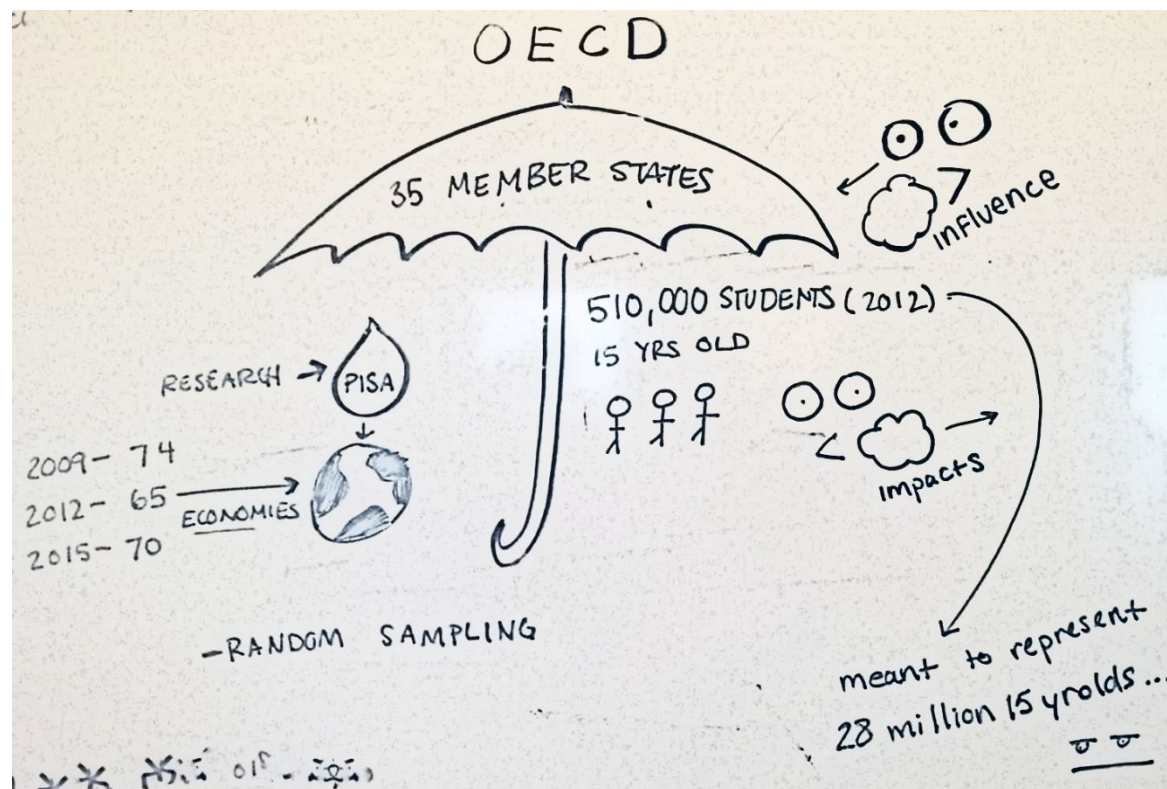 OECD
35 MEMBER STATES
influence
510,000 STUDENTS (2012)
15 YRS OLD
RESEARCH
PISA
2009 - 74
2012 - 65
ECONOMIES
2015 - 70
impacts
- RANDOM SAMPLING
meant to represent
28 million 15 yrolds...